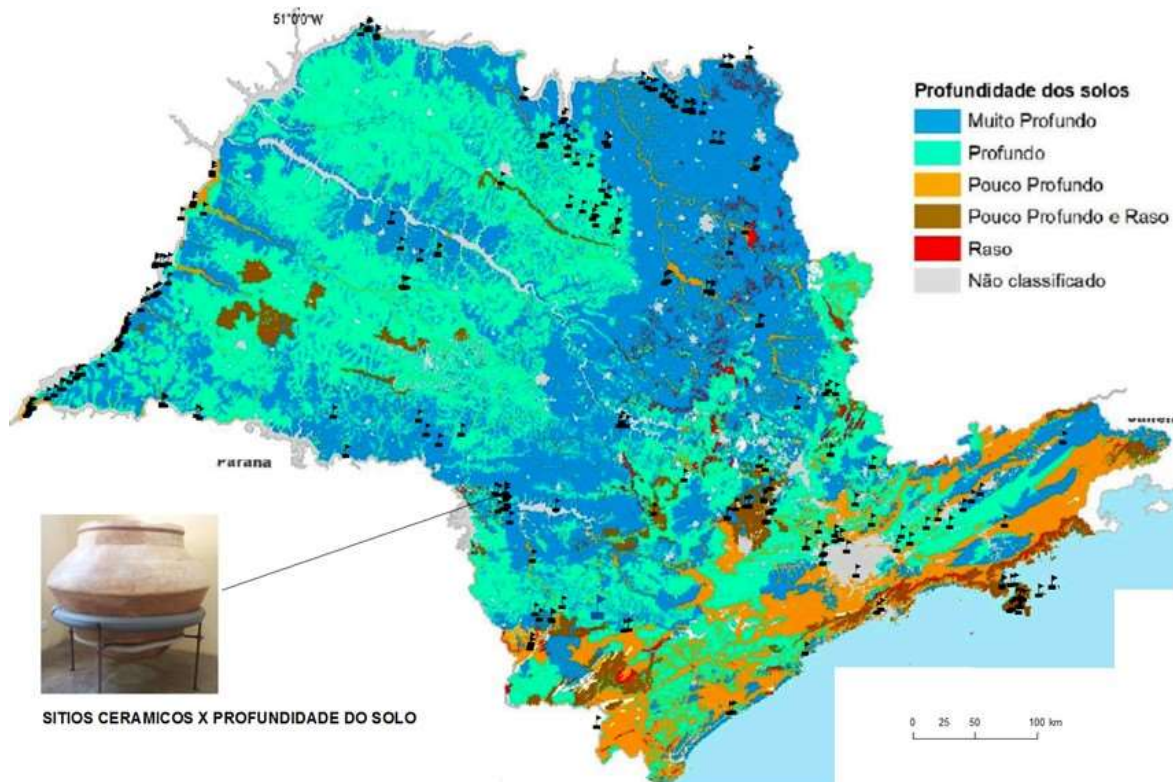 51°0'0"W
Profundidade dos solos
Muito Profundo
Profundo
Pouco Profundo
Pouco Profundo e Raso
Raso
Não classificado
Parana
SITIOS CERAMICOS X PROFUNDIDADE DO SOLO
0 25 50 100 km